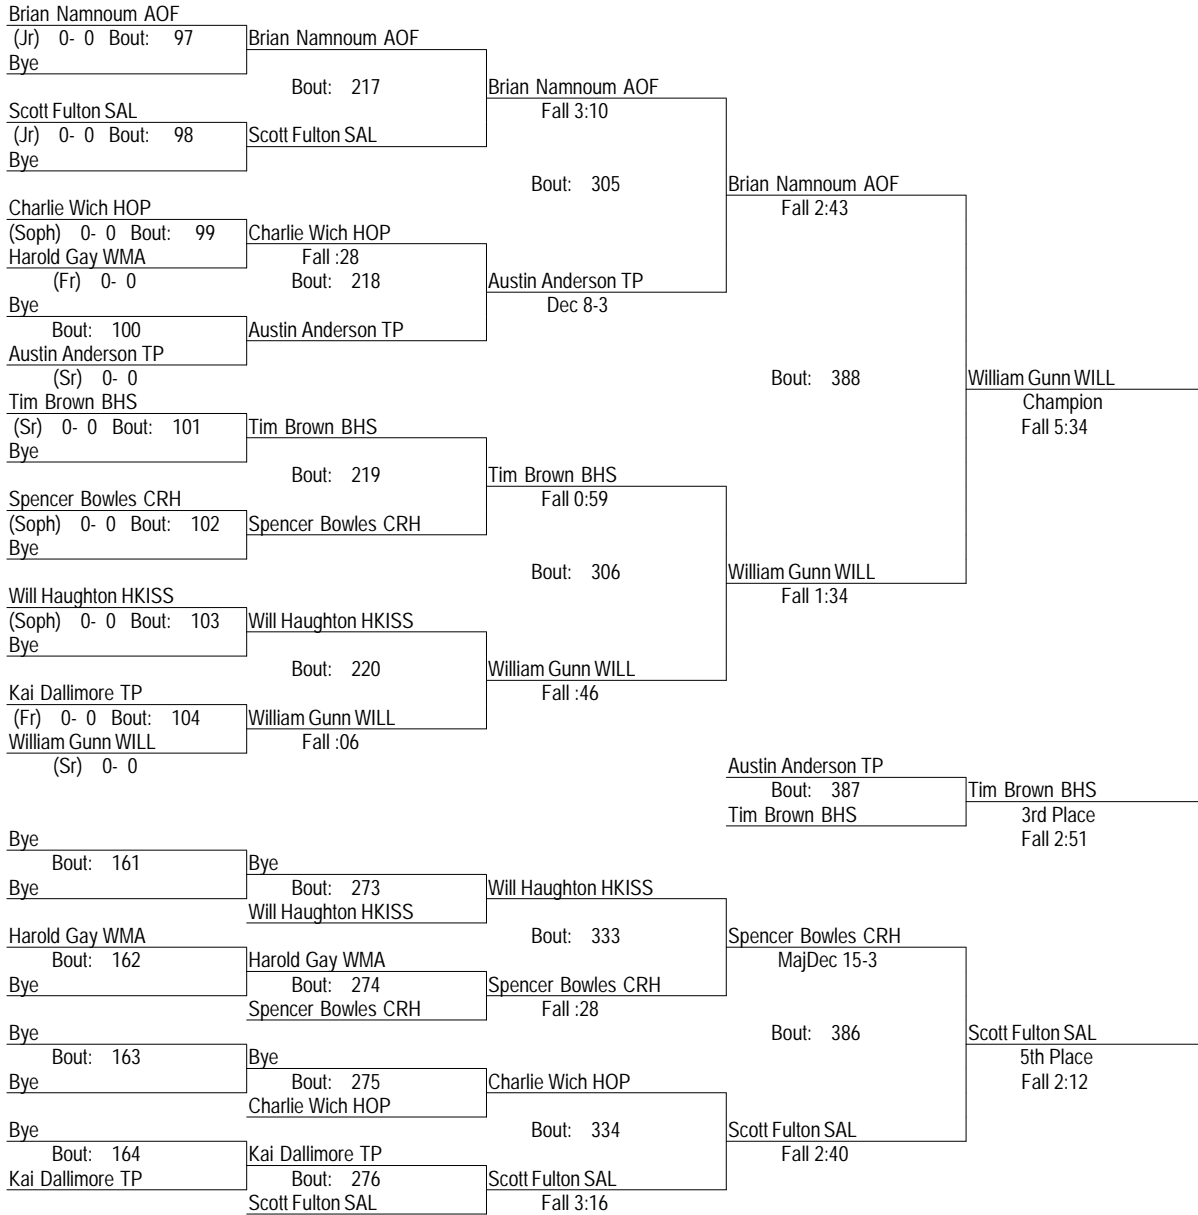 Brian Namnoum AOF
(Jr) 0- 0 Bout: 97
Brian Namnoum AOF
Bye
Bout: 217
Brian Namnoum AOF
Scott Fulton SAL
Fall 3:10
(Jr) 0- 0 Bout: 98
Scott Fulton SAL
Bye
Bout: 305
Brian Namnoum AOF
Charlie Wich HOP
Fall 2:43
(Soph) 0- 0 Bout: 99
Charlie Wich HOP
Harold Gay WMA
Fall :28
(Fr) 0- 0
Bout: 218
Austin Anderson TP
Bye
Dec 8-3
Bout: 100
Austin Anderson TP
Austin Anderson TP
(Sr) 0- 0
Bout: 388
William Gunn WILL
Tim Brown BHS
Champion
(Sr) 0- 0 Bout: 101
Tim Brown BHS
Fall 5:34
Bye
Bout: 219
Tim Brown BHS
Spencer Bowles CRH
Fall 0:59
(Soph) 0- 0 Bout: 102
Spencer Bowles CRH
Bye
Bout: 306
William Gunn WILL
Will Haughton HKISS
Fall 1:34
(Soph) 0- 0 Bout: 103
Will Haughton HKISS
Bye
Bout: 220
William Gunn WILL
Kai Dallimore TP
Fall :46
(Fr) 0- 0 Bout: 104
William Gunn WILL
William Gunn WILL
Fall :06
(Sr) 0- 0
Austin Anderson TP
Bout: 387
Tim Brown BHS
Tim Brown BHS
3rd Place
Fall 2:51
Bye
Bout: 161
Bye
Bye
Bout: 273
Will Haughton HKISS
Will Haughton HKISS
Harold Gay WMA
Bout: 333
Spencer Bowles CRH
Bout: 162
Harold Gay WMA
MajDec 15-3
Bye
Bout: 274
Spencer Bowles CRH
Spencer Bowles CRH
Fall :28
Bye
Bout: 386
Scott Fulton SAL
Bout: 163
Bye
5th Place
Bye
Bout: 275
Charlie Wich HOP
Fall 2:12
Charlie Wich HOP
Bye
Bout: 334
Scott Fulton SAL
Bout: 164
Kai Dallimore TP
Fall 2:40
Kai Dallimore TP
Bout: 276
Scott Fulton SAL
Scott Fulton SAL
Fall 3:16